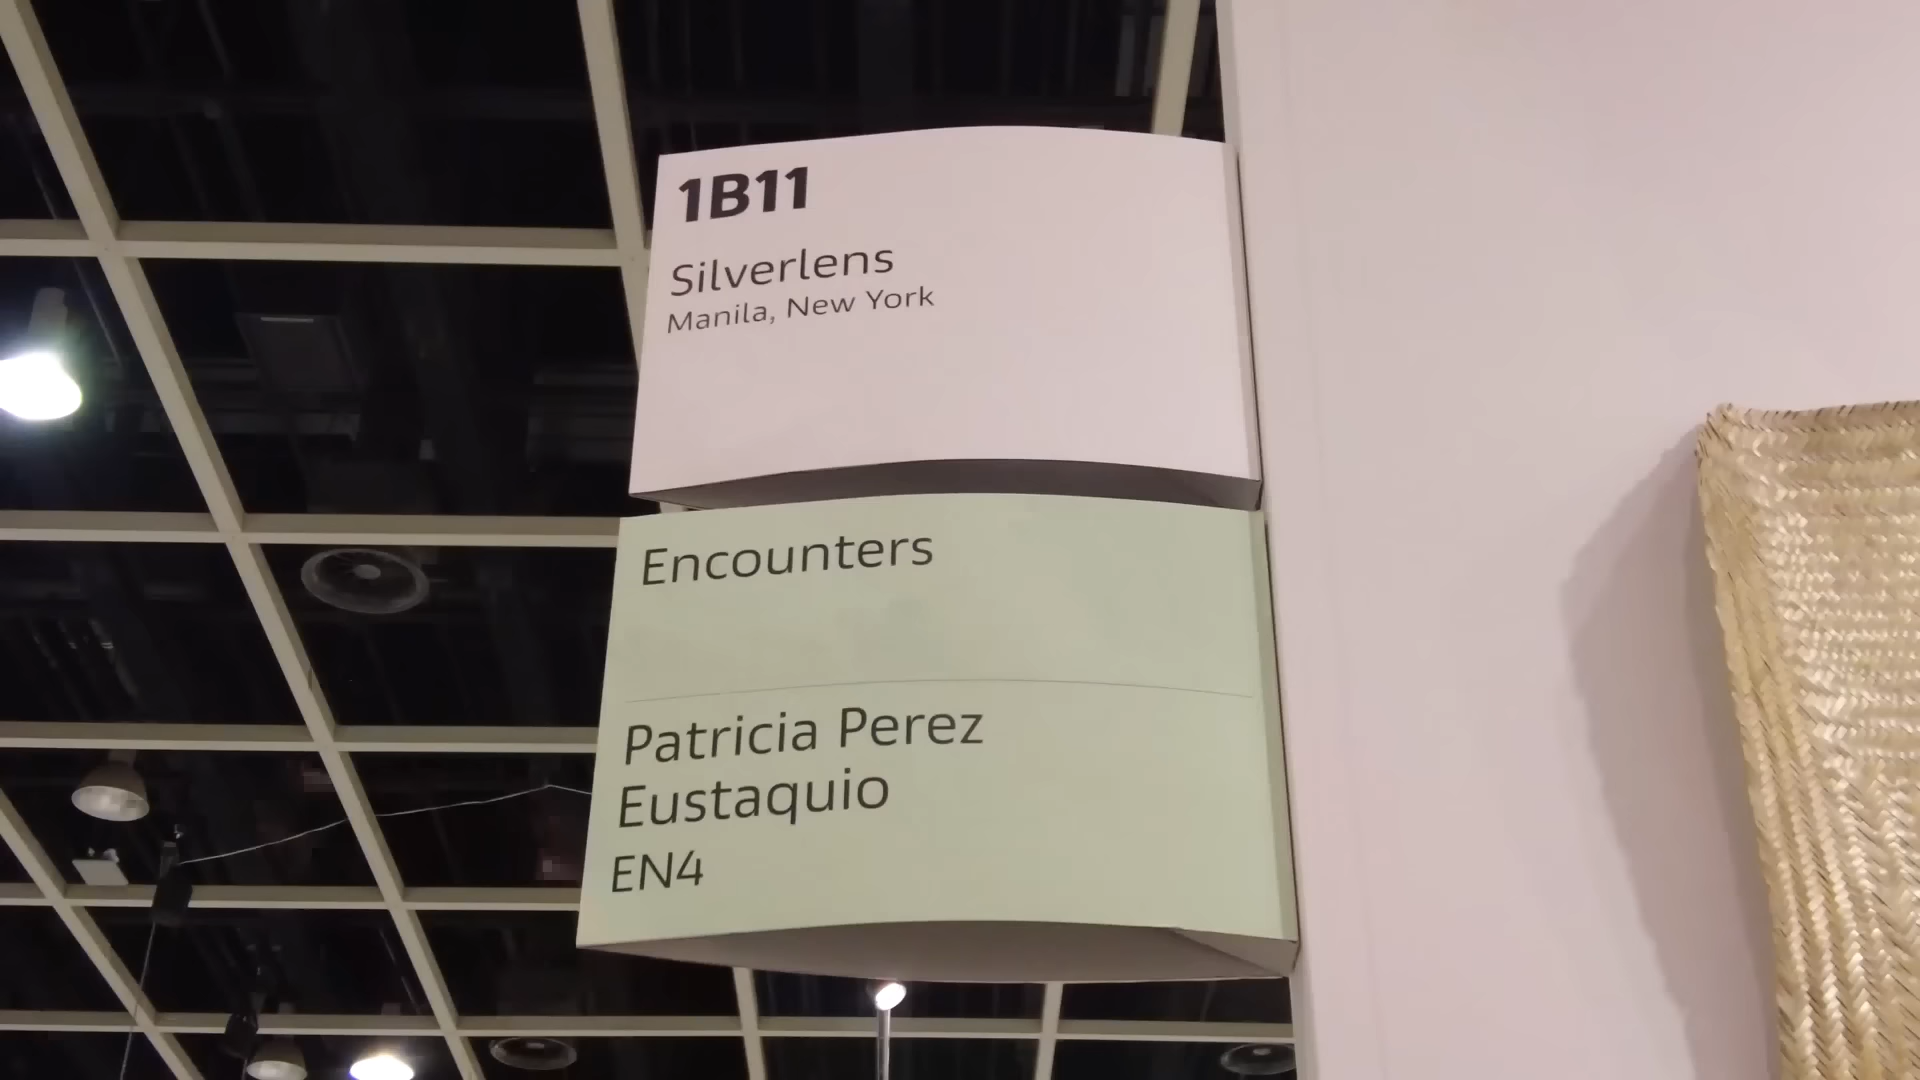 1B11
Silverlens
Manila, New York
Encounters
Patricia Perez
Eustaquio
EN4